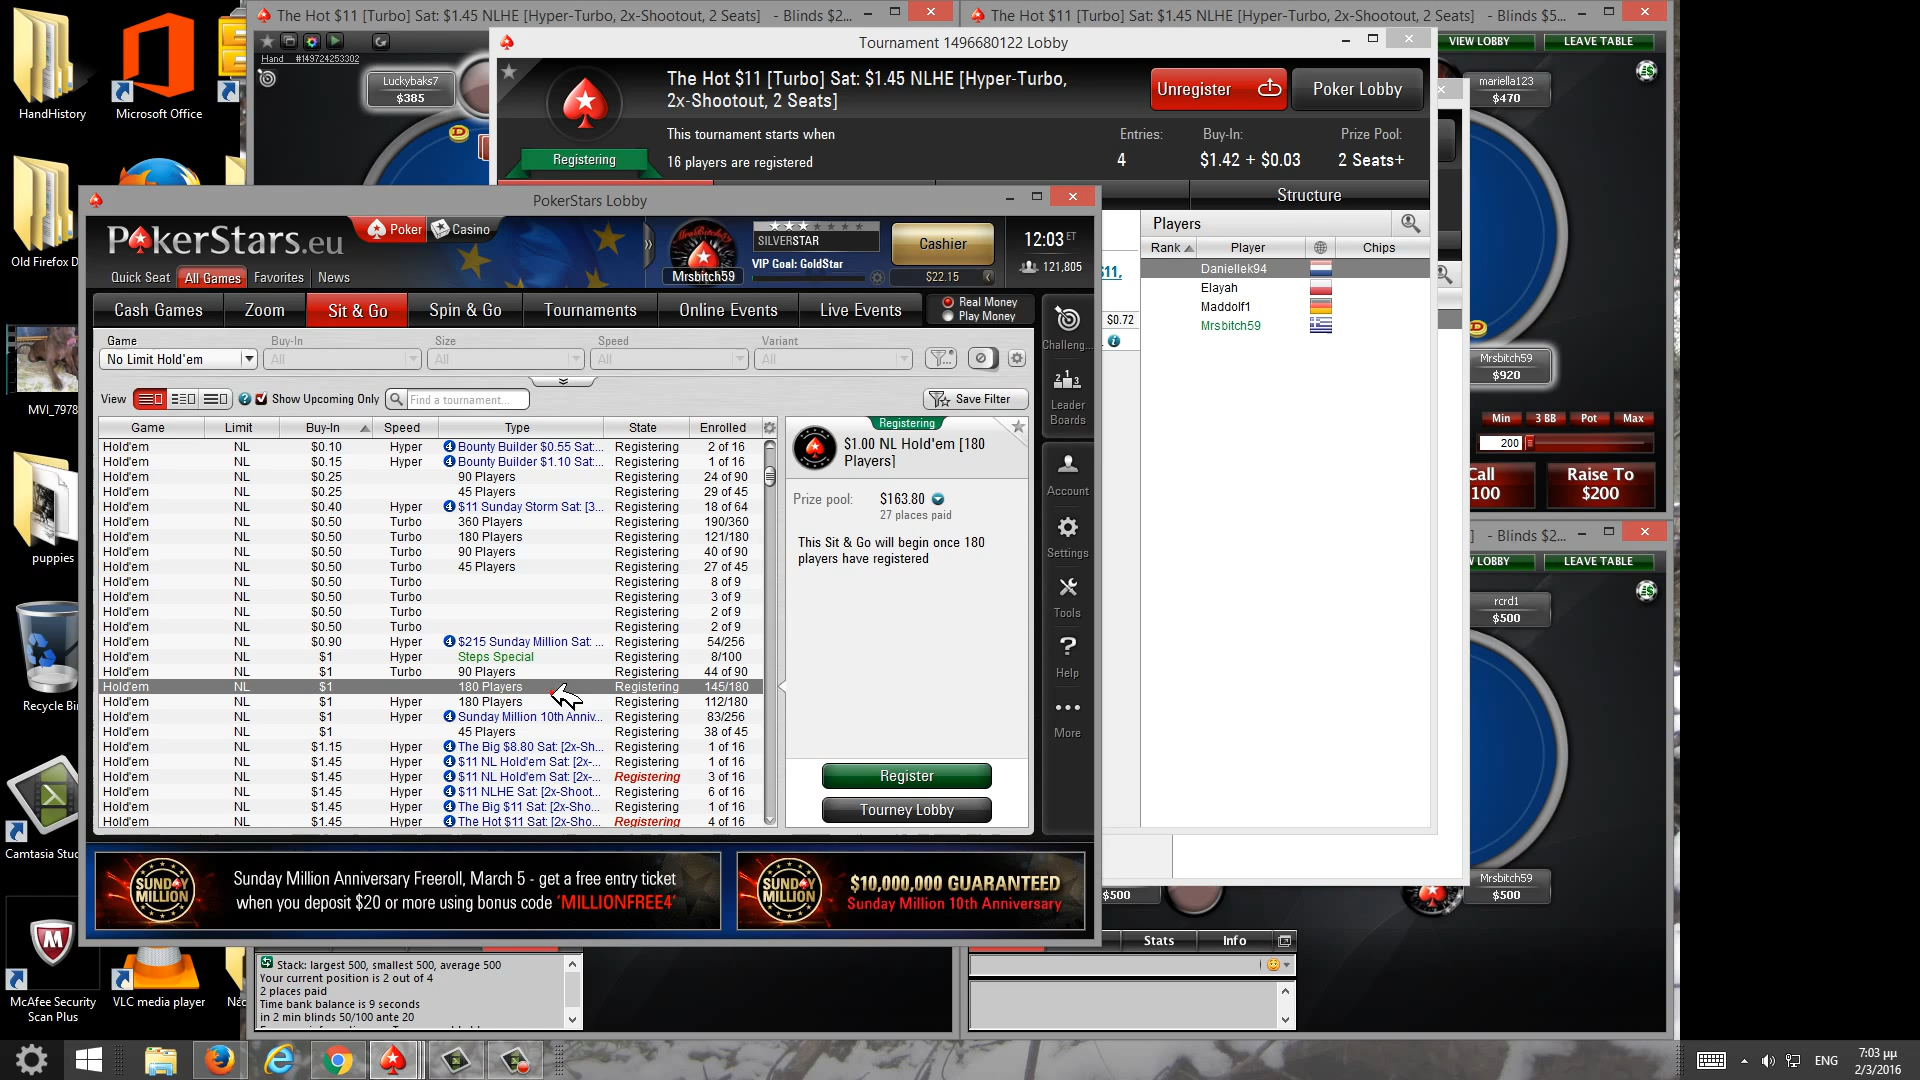 HandHistory
Microsoft Office
Old Firefox D
MVI_7978
puppies
Recycle Bi
Camtasia Stu
McAfee Security
Scan Plus
VLC media player
The Hot $11 [Turbo] Sat: $1.45 NLHE [Hyper-Turbo, 2x-Shootout, 2 Seats] - Blinds $2...
The Hot $11 [Turbo] Sat: $1.45 NLHE [Hyper-Turbo, 2x-Shootout, 2 Seats] - Blinds $5...
Hand #149724253302
Luckybaks7
$385
VIEW LOBBY
LEAVE TABLE
mariella123
$470
Tournament 1496680122 Lobby
The Hot $11 [Turbo] Sat: $1.45 NLHE [Hyper-Turbo,
2x-Shootout, 2 Seats]
Unregister
Poker Lobby
This tournament starts when
16 players are registered
Registering
Entries:
4
Buy-In:
$1.42 + $0.03
Prize Pool:
2 Seats+
Structure
Players
Rank Player Chips
Daniellek94
Elayah
Maddolf1
Mrsbitch59
$11,
$0.72
Mrsbitch59
$920
Min 3 BB Pot Max
200
Call
100
Raise To
$200
] - Blinds $2...
LOBBY
LEAVE TABLE
rcrd1
$500
Mrsbitch59
$500
$500
Stats Info
PokerStars Lobby
PokerStars.eu
Poker Casino
Quick Seat All Games Favorites News
MrsBitch59
Mrsbitch59
SILVERSTAR
VIP Goal: GoldStar
Cashier
$22.15
12:03 ET
121,805
Cash Games Zoom Sit & Go Spin & Go Tournaments Online Events Live Events
Real Money
Play Money
Game Buy-In Size Speed Variant
No Limit Hold'em All All All All
View Show Upcoming Only Find a tournament... Save Filter
Game Limit Buy-In Speed Type State Enrolled
Hold'em NL $0.10 Hyper Bounty Builder $0.55 Sat:... Registering 2 of 16
Hold'em NL $0.15 Hyper Bounty Builder $1.10 Sat:... Registering 1 of 16
Hold'em NL $0.25 90 Players Registering 24 of 90
Hold'em NL $0.25 45 Players Registering 29 of 45
Hold'em NL $0.40 Hyper $11 Sunday Storm Sat: [3... Registering 18 of 64
Hold'em NL $0.50 Turbo 360 Players Registering 190/360
Hold'em NL $0.50 Turbo 180 Players Registering 121/180
Hold'em NL $0.50 Turbo 90 Players Registering 40 of 90
Hold'em NL $0.50 Turbo 45 Players Registering 27 of 45
Hold'em NL $0.50 Turbo Registering 8 of 9
Hold'em NL $0.50 Turbo Registering 3 of 9
Hold'em NL $0.50 Turbo Registering 2 of 9
Hold'em NL $0.50 Turbo Registering 2 of 9
Hold'em NL $0.90 Hyper $215 Sunday Million Sat: ... Registering 54/256
Hold'em NL $1 Hyper Steps Special Registering 8/100
Hold'em NL $1 Turbo 90 Players Registering 44 of 90
Hold'em NL $1 180 Players Registering 145/180
Hold'em NL $1 Hyper 180 Players Registering 112/180
Hold'em NL $1 Hyper Sunday Million 10th Anniv... Registering 83/256
Hold'em NL $1 45 Players Registering 38 of 45
Hold'em NL $1.15 Hyper The Big $8.80 Sat: [2x-Sh... Registering 1 of 16
Hold'em NL $1.45 Hyper $11 NL Hold'em Sat: [2x-... Registering 1 of 16
Hold'em NL $1.45 Hyper $11 NL Hold'em Sat: [2x-... Registering 3 of 16
Hold'em NL $1.45 Hyper $11 NLHE Sat: [2x-Shoot... Registering 6 of 16
Hold'em NL $1.45 Hyper The Big $11 Sat: [2x-Sho... Registering 1 of 16
Hold'em NL $1.45 Hyper The Hot $11 Sat: [2x-Sho... Registering 4 of 16
Registering
$1.00 NL Hold'em [180
Players]
Prize pool: $163.80
27 places paid
This Sit & Go will begin once 180
players have registered
Register
Tourney Lobby
Challeng...
Leader
Boards
Account
Settings
Tools
Help
More
SUNDAY
MILLION
Sunday Million Anniversary Freeroll, March 5 - get a free entry ticket
when you deposit $20 or more using bonus code 'MILLIONFREE4'
SUNDAY
MILLION
$10,000,000 GUARANTEED
Sunday Million 10th Anniversary
Stack: largest 500, smallest 500, average 500
Your current position is 2 out of 4
2 places paid
Time bank balance is 9 seconds
in 2 min blinds 50/100 ante 20
ENG
7:03 μμ
2/3/2016